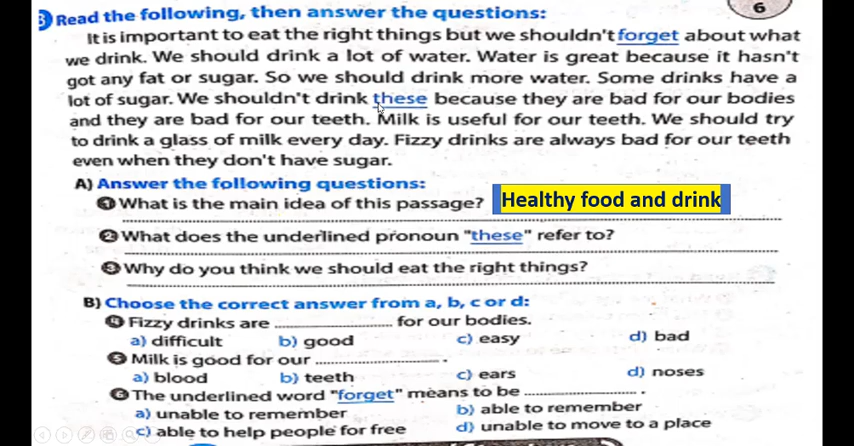 6
B Read the following, then answer the questions:
It is important to eat the right things but we shouldn't forget about what
we drink. We should drink a lot of water. Water is great because it hasn't
got any fat or sugar. So we should drink more water. Some drinks have a
lot of sugar. We shouldn't drink these because they are bad for our bodies
and they are bad for our teeth. Milk is useful for our teeth. We should try
to drink a glass of milk every day. Fizzy drinks are always bad for our teeth
even when they don't have sugar.
A) Answer the following questions:
1 What is the main idea of this passage? Healthy food and drink
2 What does the underlined pronoun "these" refer to?
3 Why do you think we should eat the right things?
B) Choose the correct answer from a, b, c or d:
4 Fizzy drinks are ______ for our bodies.
a) difficult b) good c) easy d) bad
5 Milk is good for our ______ .
a) blood b) teeth c) ears d) noses
6 The underlined word "forget" means to be ______ .
a) unable to remember b) able to remember
c) able to help people for free d) unable to move to a place